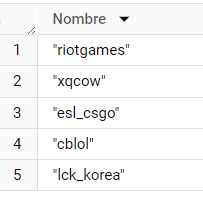 Nombre
1 "riotgames"
2 "xqcow"
3 "esl_csgo"
4 "cblol"
5 "lck_korea"